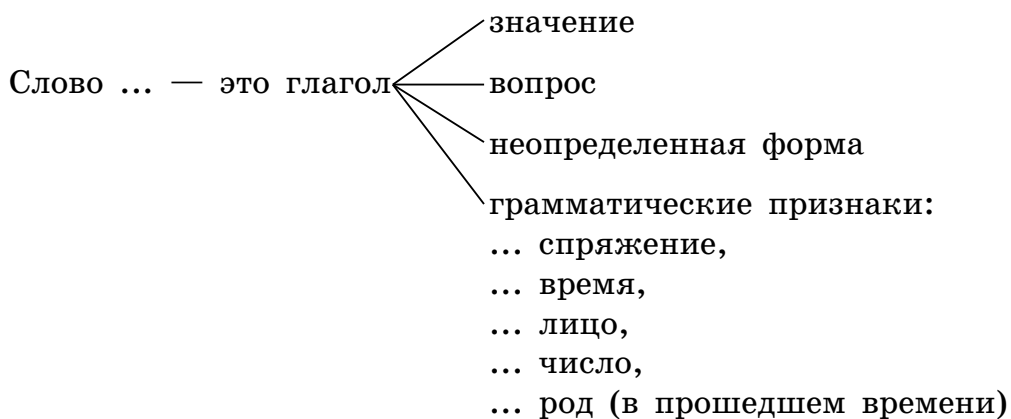 значение
Слово ... — это глагол
вопрос
неопределенная форма
грамматические признаки:
... спряжение,
... время,
... лицо,
... число,
... род (в прошедшем времени)